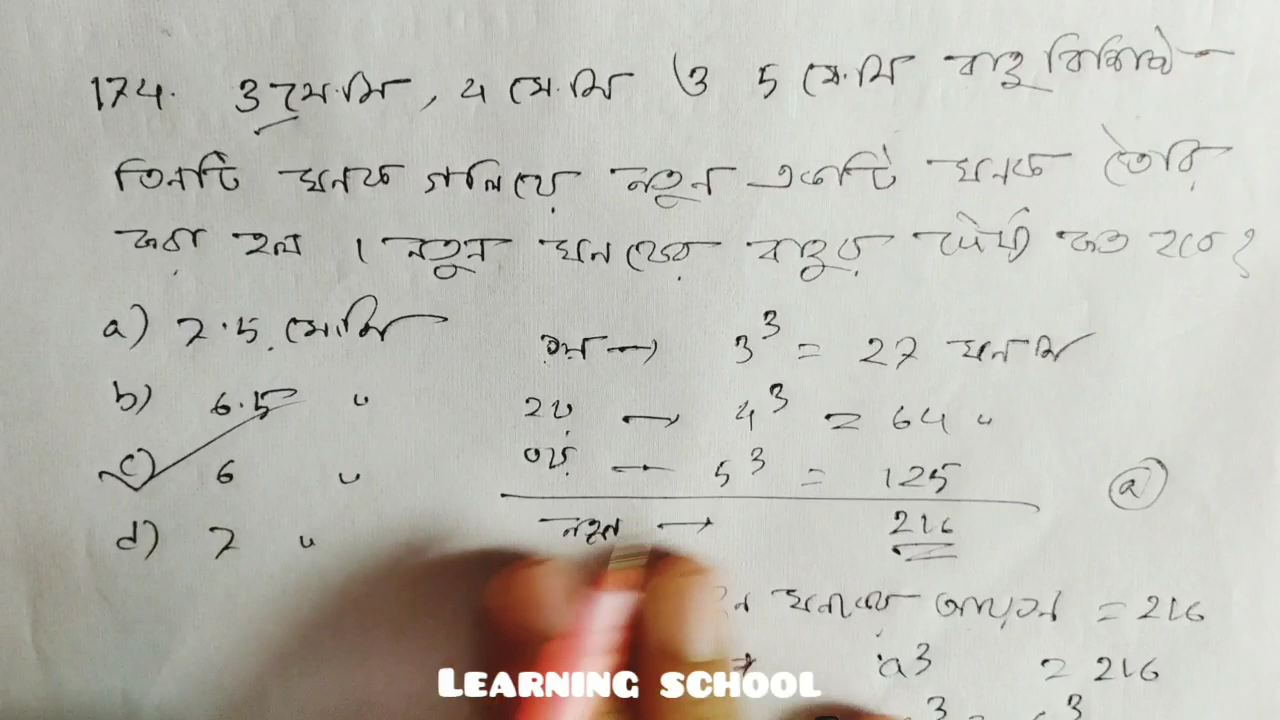 174. 3 সে.মি, 4 সে.মি ও 5 সে.মি বাহু বিশিষ্ট
তিনটি ঘনক গলিয়ে নতুন একটি ঘনক তৈরি
করা হল । নতুন ঘনকের বাহুর দৈর্ঘ্য কত হবে?
a) 7.5 সে.মি
b) 6.5 "
c) 6 "
d) 7 "
১ম → 3³ = 27 ঘনসেমি
২য় → 4³ = 64 "
৩য় → 5³ = 125
নতুন → 216
a
ঘনকের আয়তন = 216
a³ = 216
LEARNING SCHOOL